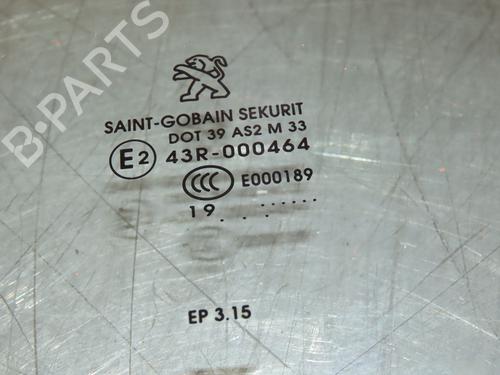 B-PARTS
SAINT-GOBAIN SEKURIT
DOT 39 AS2 M 33
E2 43R-000464
CCC E000189
19 . . . . . . . . .
EP 3.15